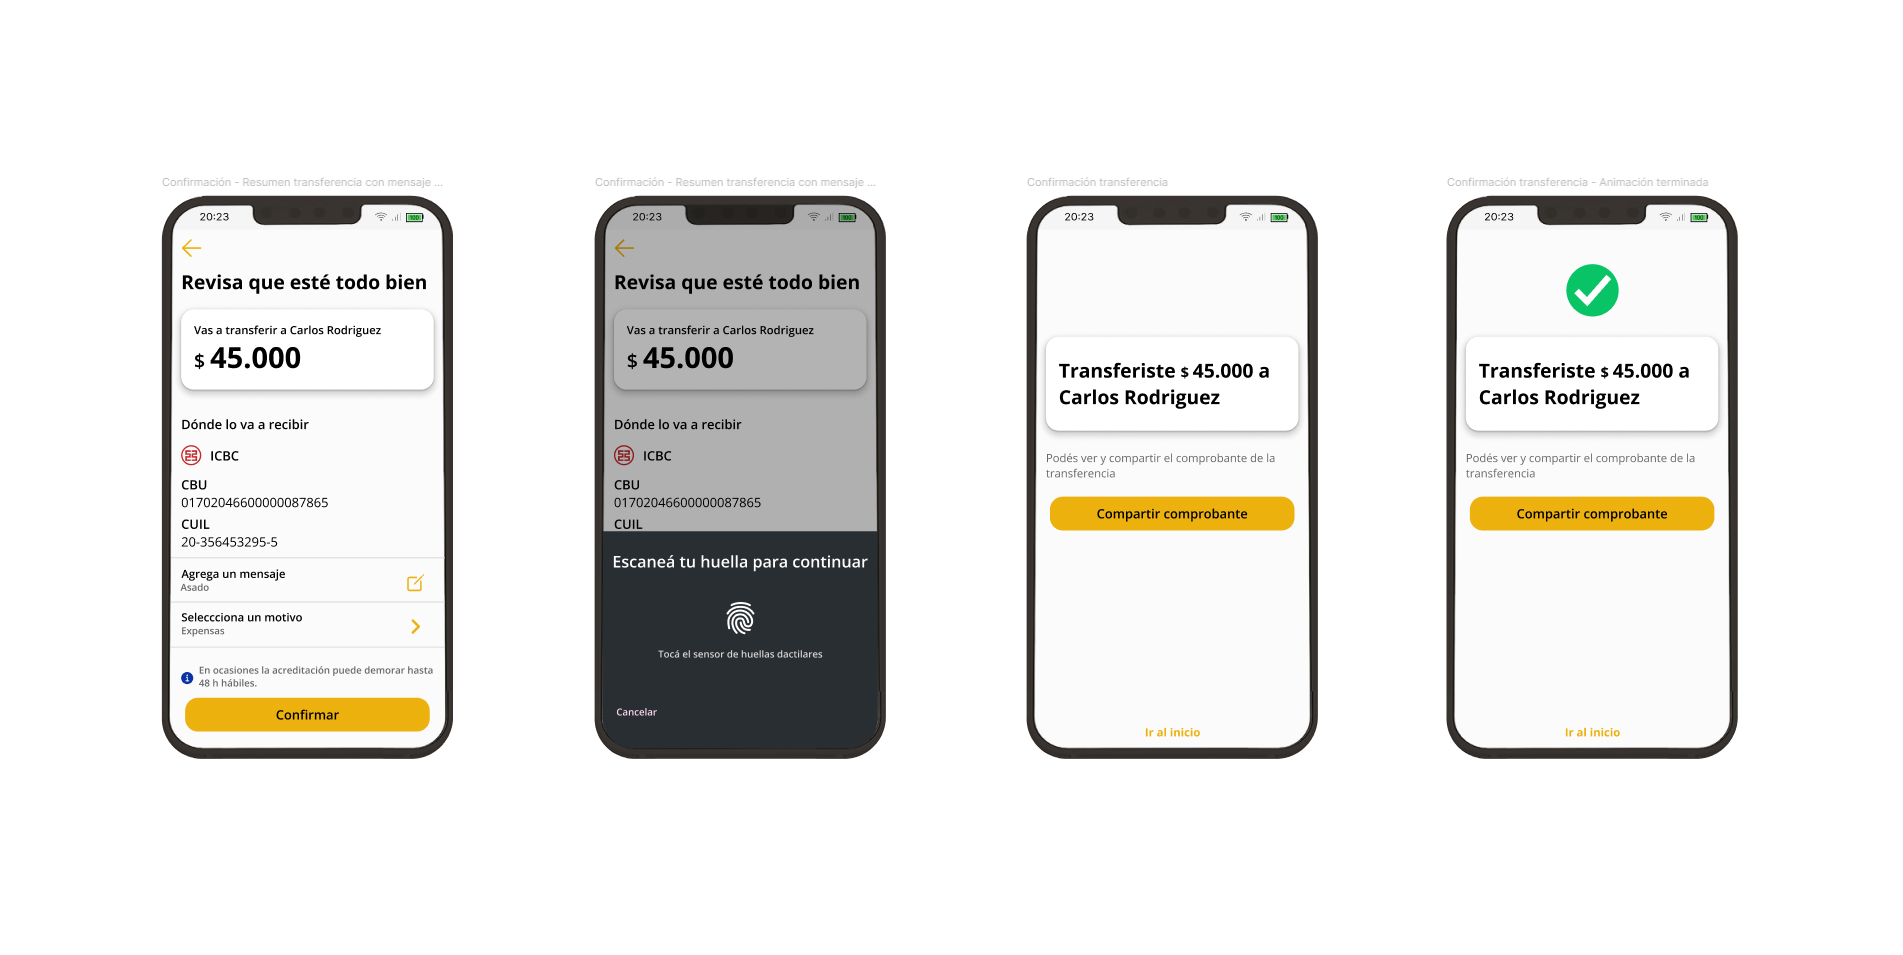 Confirmación - Resumen transferencia con mensaje ...
20:23
100
Revisa que esté todo bien
Vas a transferir a Carlos Rodriguez
$ 45.000
Dónde lo va a recibir
ICBC
CBU
01702046600000087865
CUIL
20-356453295-5
Agrega un mensaje
Asado
Seleccciona un motivo
Expensas
En ocasiones la acreditación puede demorar hasta
48 h hábiles.
Confirmar
Confirmación - Resumen transferencia con mensaje ...
20:23
100
Revisa que esté todo bien
Vas a transferir a Carlos Rodriguez
$ 45.000
Dónde lo va a recibir
ICBC
CBU
01702046600000087865
CUIL
Escaneá tu huella para continuar
Tocá el sensor de huellas dactilares
Cancelar
Confirmación transferencia
20:23
100
Transferiste $ 45.000 a
Carlos Rodriguez
Podés ver y compartir el comprobante de la
transferencia
Compartir comprobante
Ir al inicio
Confirmación transferencia - Animación terminada
20:23
100
Transferiste $ 45.000 a
Carlos Rodriguez
Podés ver y compartir el comprobante de la
transferencia
Compartir comprobante
Ir al inicio